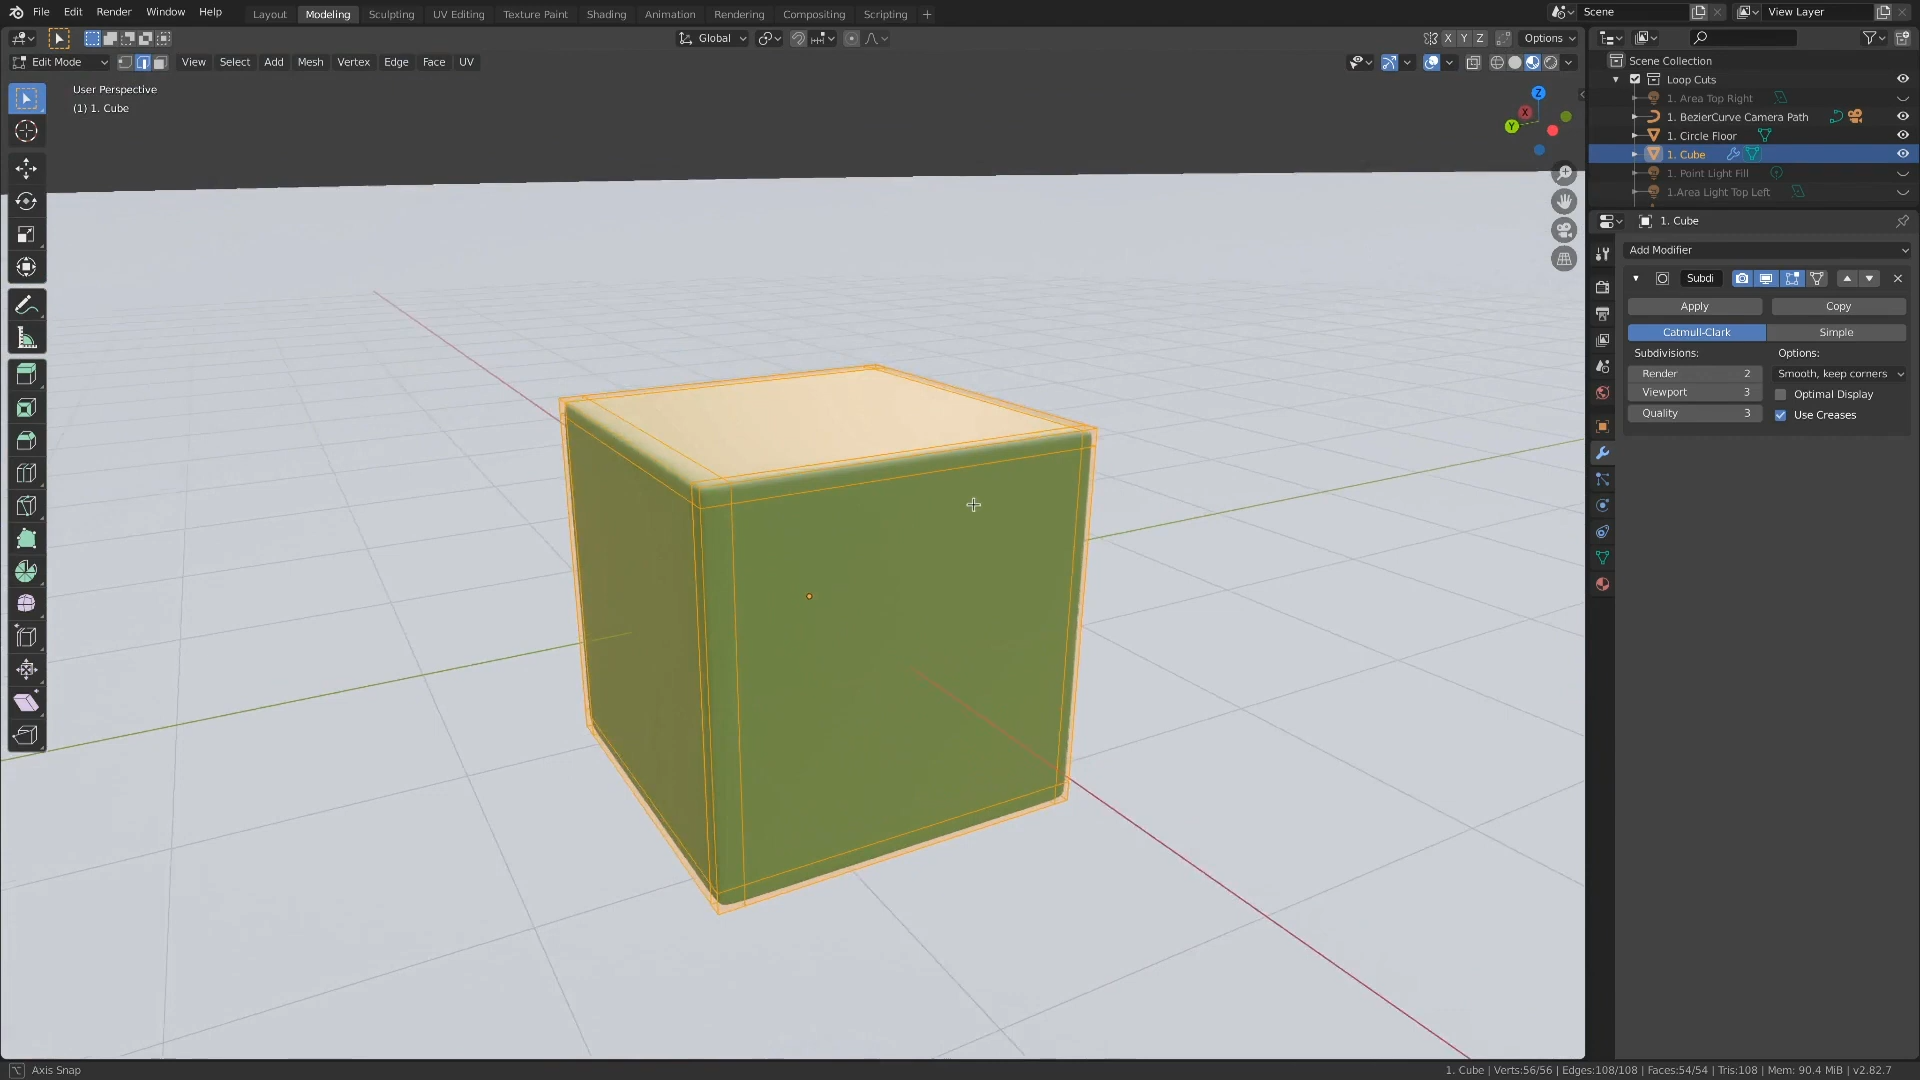 File Edit Render Window Help Layout Modeling Sculpting UV Editing Texture Paint Shading Animation Rendering Compositing Scripting + Scene View Layer
Global X Y Z Options
Edit Mode View Select Add Mesh Vertex Edge Face UV
User Perspective
(1) 1. Cube
Z
X
Y
Scene Collection
Loop Cuts
1. Area Top Right
1. BezierCurve Camera Path
1. Circle Floor
1. Cube
1. Point Light Fill
1.Area Light Top Left
1. Cube
Add Modifier
Subdi
Apply Copy
Catmull-Clark Simple
Subdivisions: Options:
Render 2 Smooth, keep corners
Viewport 3 Optimal Display
Quality 3 Use Creases
Axis Snap
1. Cube | Verts:56/56 | Edges:108/108 | Faces:54/54 | Tris:108 | Mem: 90.4 MiB | v2.82.7